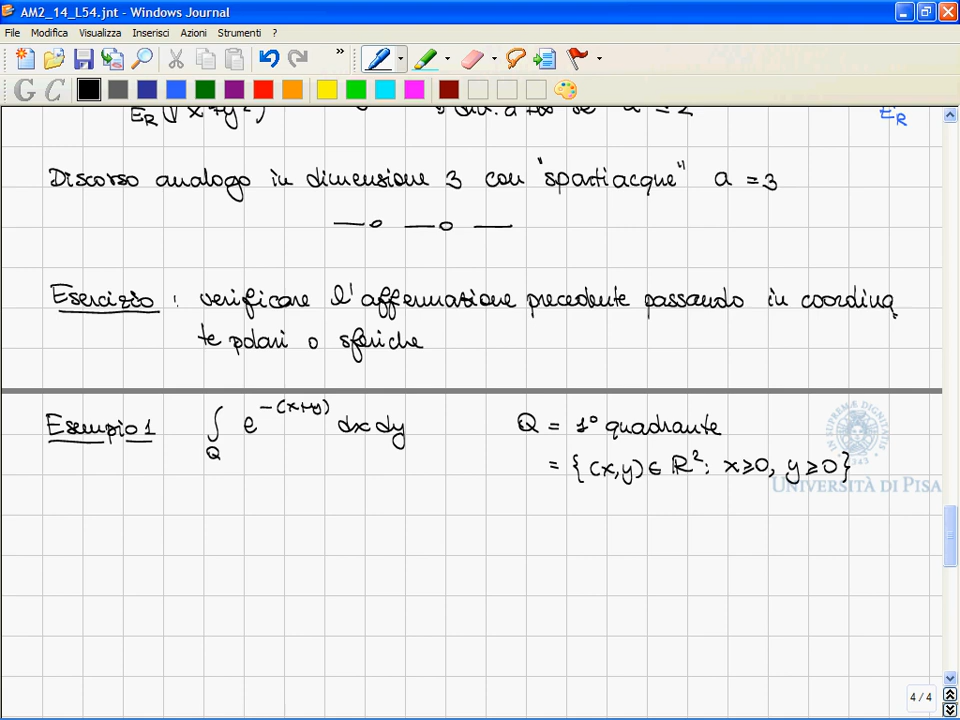 AM2_14_L54.jnt - Windows Journal
File Modifica Visualizza Inserisci Azioni Strumenti ?
G C
Discorso analogo in dimensione 3 con "spartiacque" a = 3
Esercizio : verificare l'affermazione precedente passando in coordina
te polari o sferiche
Esempio 1 ∫_Q e^{-(x+y)} dx dy Q = 1° quadrante
= {(x,y) ∈ ℝ²: x ≥ 0, y ≥ 0}
UNIVERSITÀ DI PISA
4 / 4